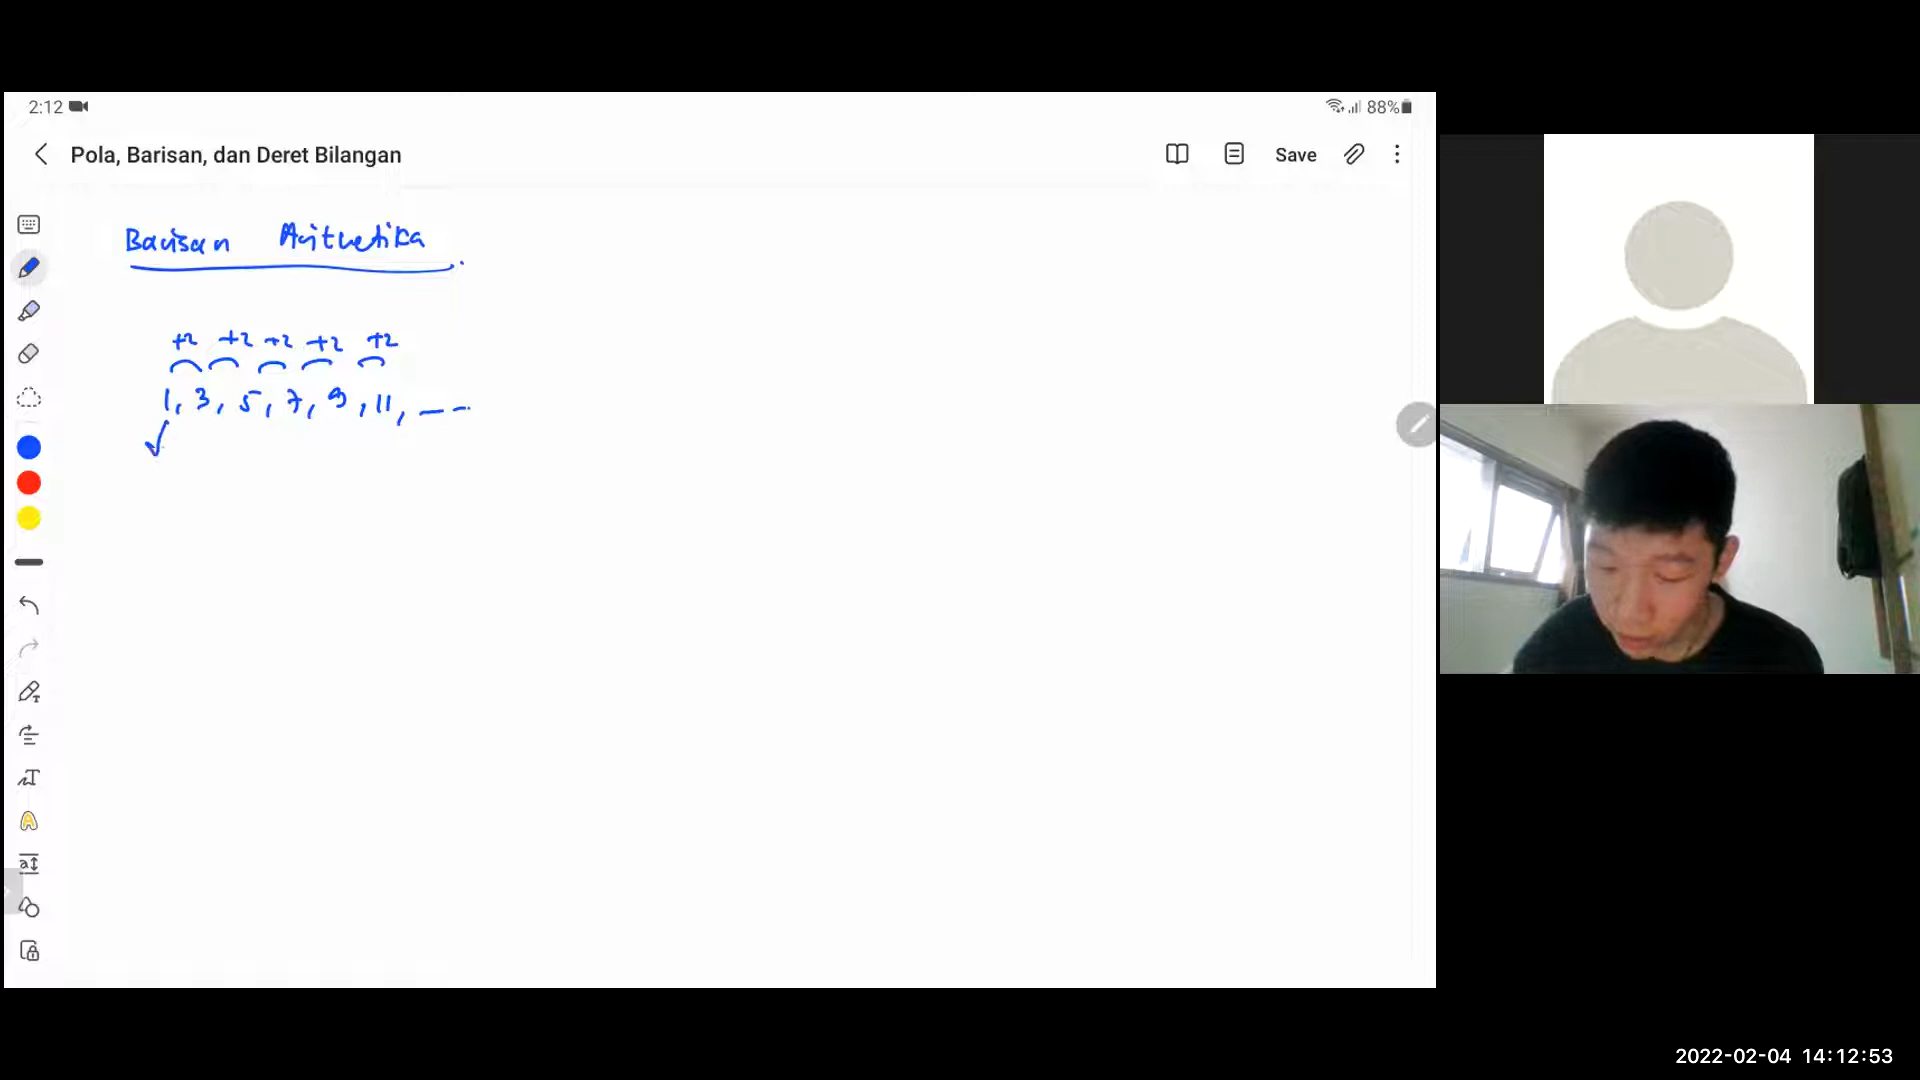 2:12 88%
Pola, Barisan, dan Deret Bilangan Save
Barisan Arithetika
+2 +2 +2 +2 +2
1, 3, 5, 7, 9, 11, — -
2022-02-04 14:12:53